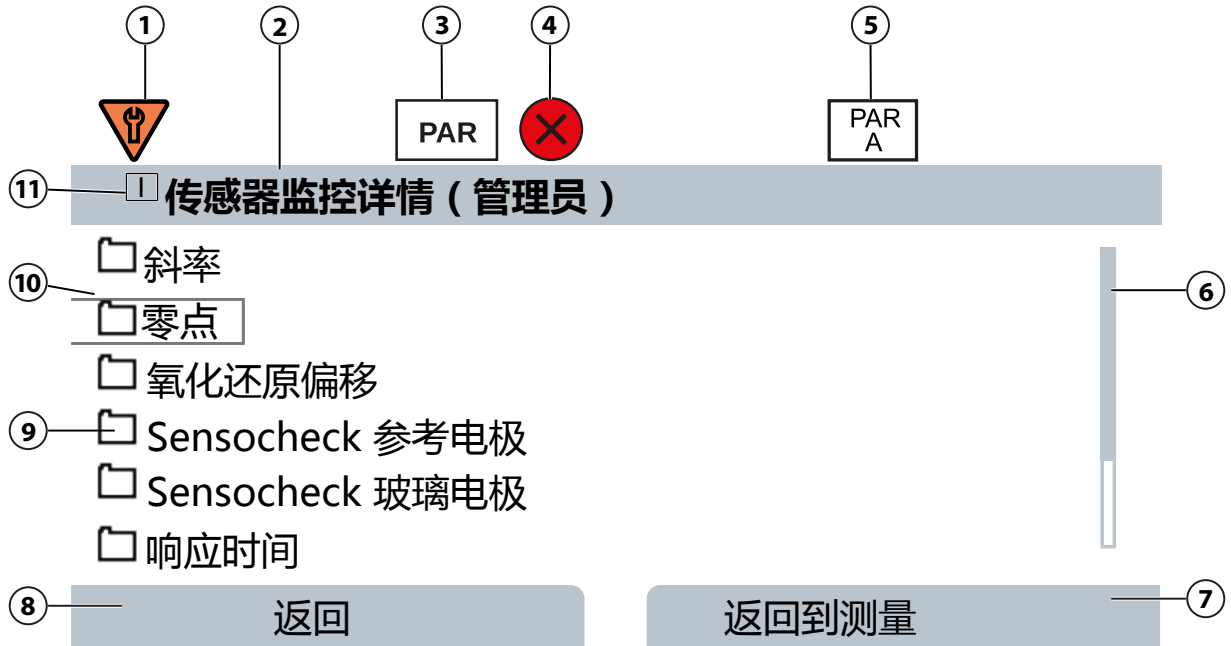 1 2 3 4 5
PAR PAR
A
11 I 传感器监控详情（管理员）
斜率
10 6
零点
氧化还原偏移
9 Sensocheck 参考电极
Sensocheck 玻璃电极
响应时间
8 返回 返回到测量 7